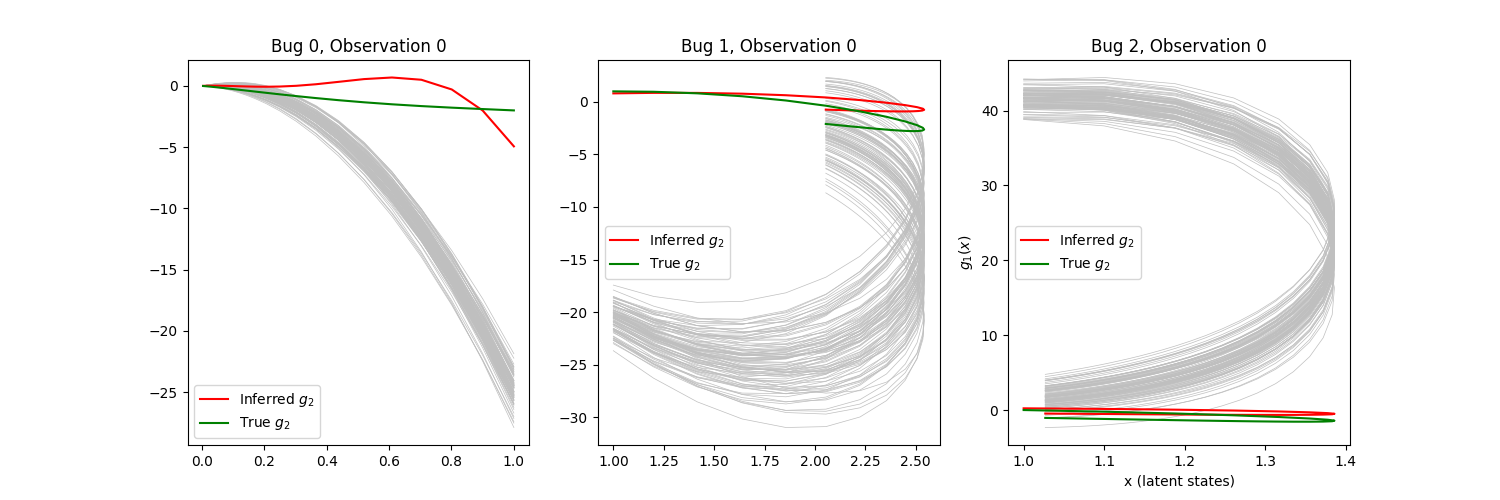 Bug 0, Observation 0
0
−5
−10
−15
−20
−25
0.0 0.2 0.4 0.6 0.8 1.0
Inferred g₂
True g₂
Bug 1, Observation 0
0
−5
−10
−15
−20
−25
−30
1.00 1.25 1.50 1.75 2.00 2.25 2.50
Inferred g₂
True g₂
Bug 2, Observation 0
g₁(x)
40
30
20
10
0
1.0 1.1 1.2 1.3 1.4
Inferred g₂
True g₂
x (latent states)